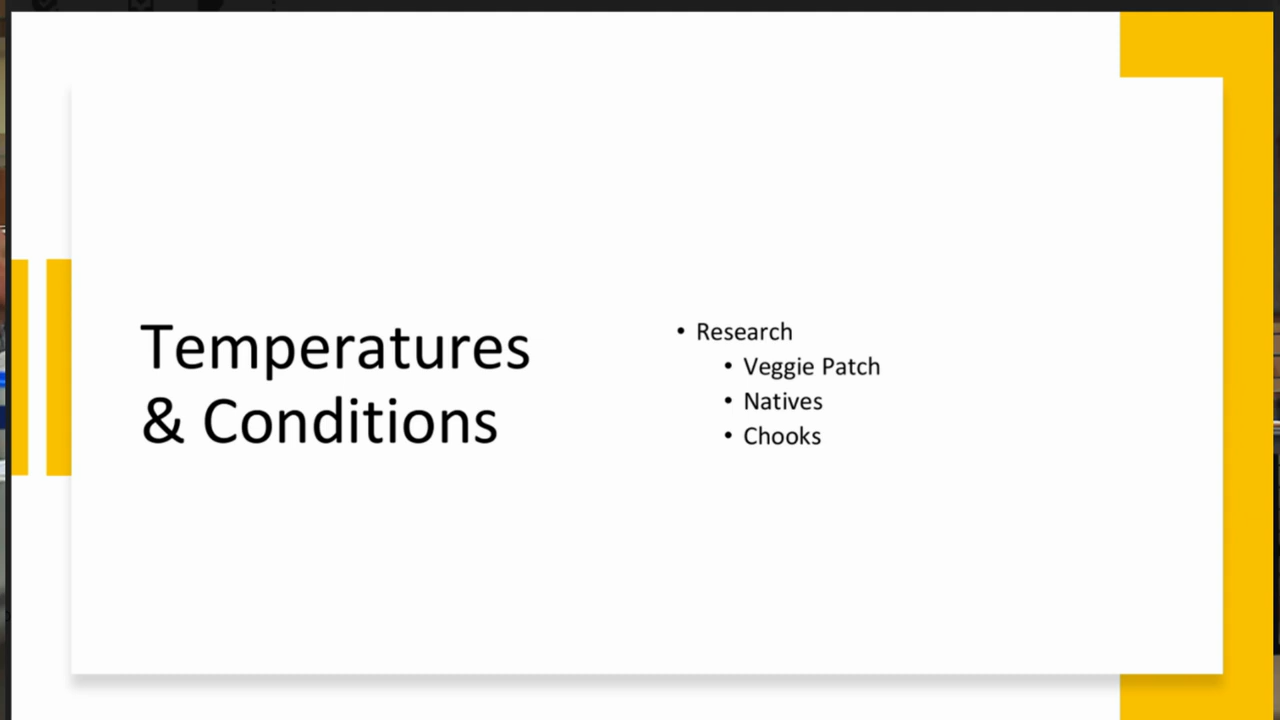 Temperatures
& Conditions
• Research
• Veggie Patch
• Natives
• Chooks